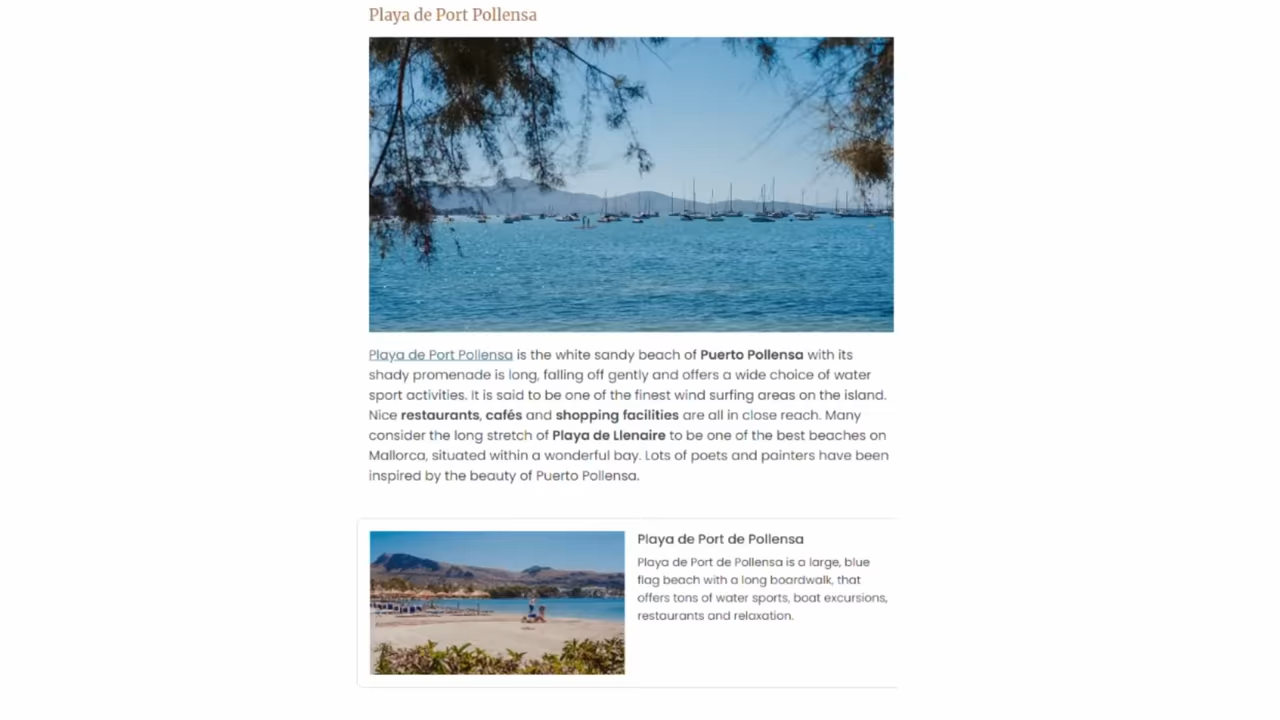 Playa de Port Pollensa
Playa de Port Pollensa is the white sandy beach of Puerto Pollensa with its
shady promenade is long, falling off gently and offers a wide choice of water
sport activities. It is said to be one of the finest wind surfing areas on the island.
Nice restaurants, cafés and shopping facilities are all in close reach. Many
consider the long stretch of Playa de Llenaire to be one of the best beaches on
Mallorca, situated within a wonderful bay. Lots of poets and painters have been
inspired by the beauty of Puerto Pollensa.
Playa de Port de Pollensa
Playa de Port de Pollensa is a large, blue
flag beach with a long boardwalk, that
offers tons of water sports, boat excursions,
restaurants and relaxation.